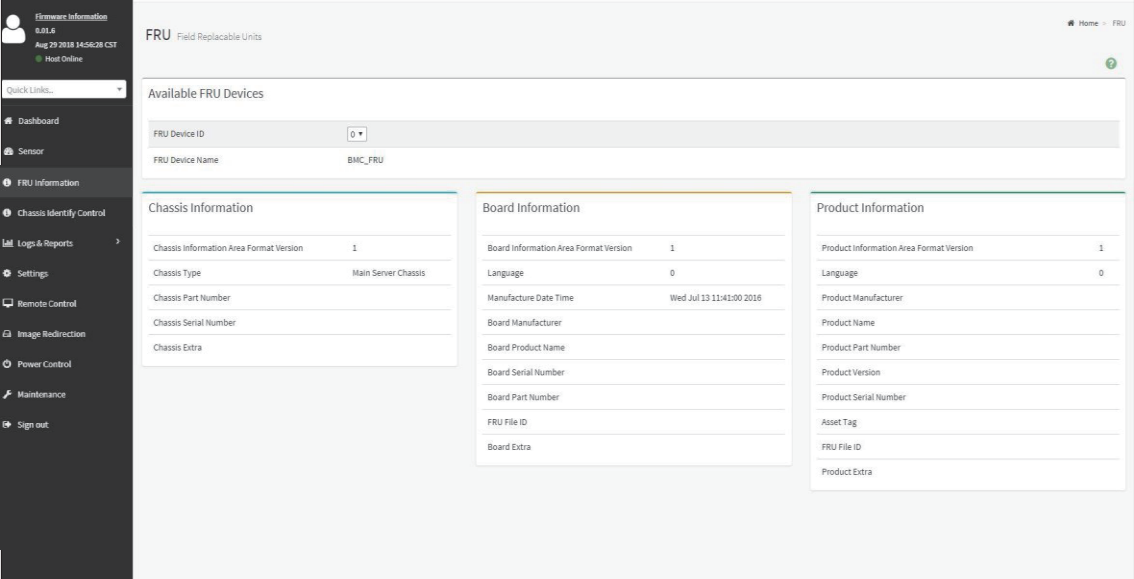 Firmware Information
0.01.6
Aug 29 2018 14:56:28 CST
Host Online
Quick Links...
Dashboard
Sensor
FRU Information
Chassis Identify Control
Logs & Reports
Settings
Remote Control
Image Redirection
Power Control
Maintenance
Sign out
FRU Field Replacable Units
Home > FRU
?
Available FRU Devices
FRU Device ID 0
FRU Device Name BMC_FRU
Chassis Information
Chassis Information Area Format Version 1
Chassis Type Main Server Chassis
Chassis Part Number
Chassis Serial Number
Chassis Extra
Board Information
Board Information Area Format Version 1
Language 0
Manufacture Date Time Wed Jul 13 11:41:00 2016
Board Manufacturer
Board Product Name
Board Serial Number
Board Part Number
FRU File ID
Board Extra
Product Information
Product Information Area Format Version 1
Language 0
Product Manufacturer
Product Name
Product Part Number
Product Version
Product Serial Number
Asset Tag
FRU File ID
Product Extra